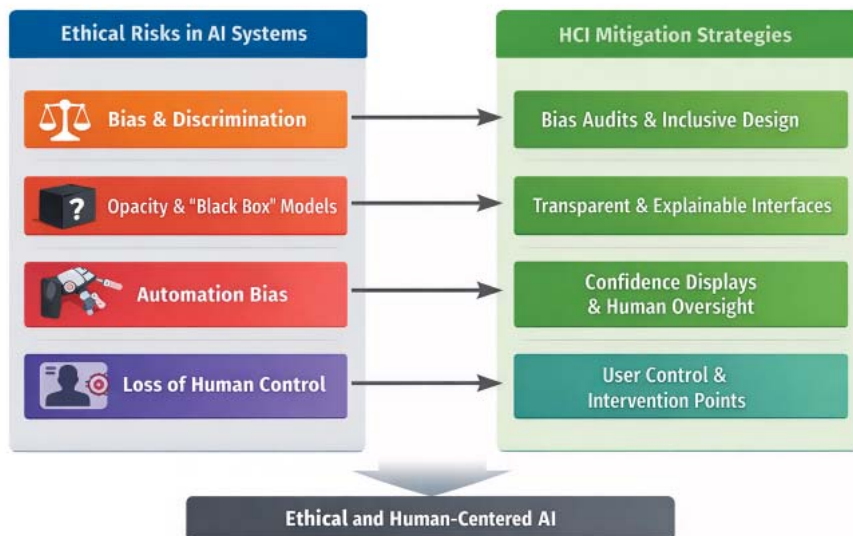 Ethical Risks in AI Systems
HCI Mitigation Strategies
Bias & Discrimination
Bias Audits & Inclusive Design
?
Opacity & "Black Box" Models
Transparent & Explainable Interfaces
Automation Bias
Confidence Displays
& Human Oversight
Loss of Human Control
User Control &
Intervention Points
Ethical and Human-Centered AI